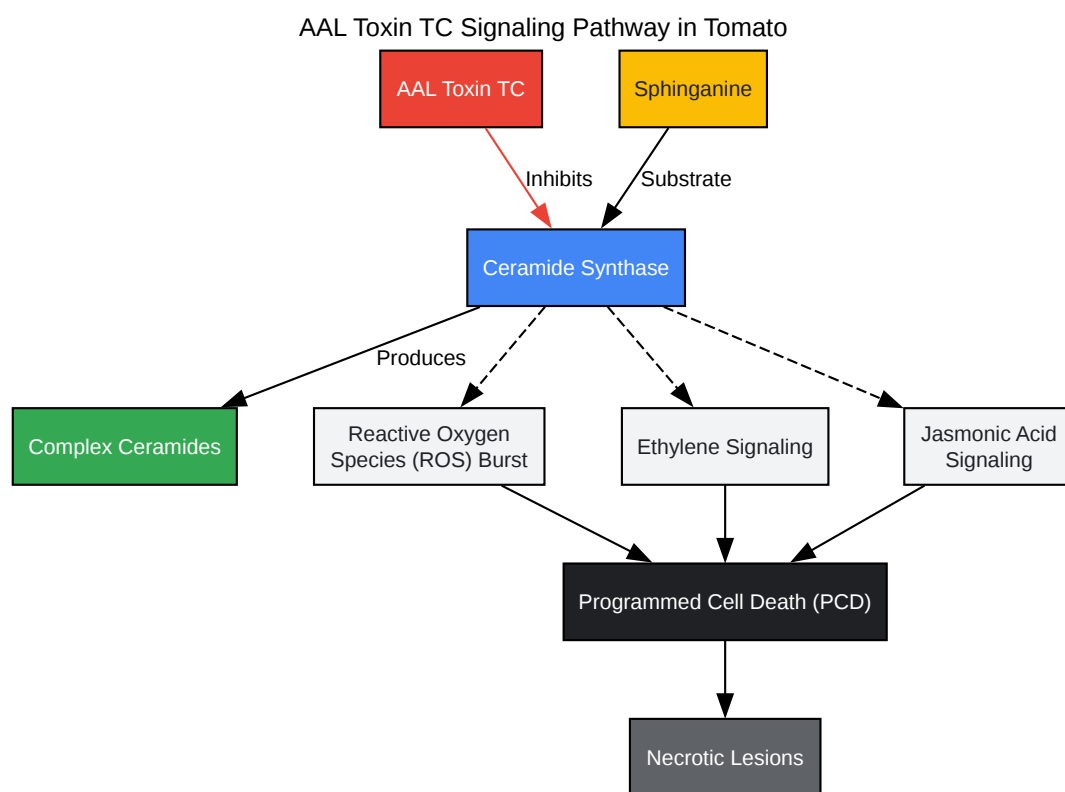 AAL Toxin TC Signaling Pathway in Tomato
AAL Toxin TC
Sphinganine
Inhibits
Substrate
Ceramide Synthase
Produces
Complex Ceramides
Reactive Oxygen
Species (ROS) Burst
Ethylene Signaling
Jasmonic Acid
Signaling
Programmed Cell Death (PCD)
Necrotic Lesions